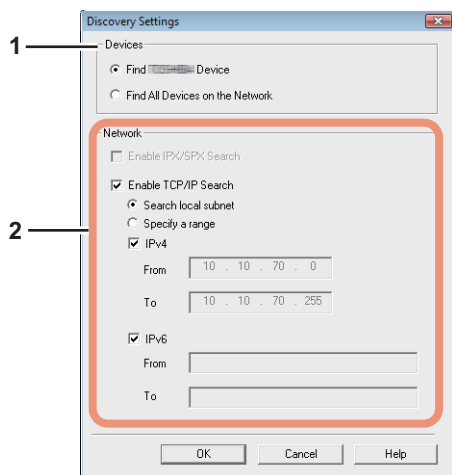 Discovery Settings
1
Devices
Find Device
Find All Devices on the Network
2
Network
Enable IPX/SPX Search
Enable TCP/IP Search
Search local subnet
Specify a range
IPv4
From 10 . 10 . 70 . 0
To 10 . 10 . 70 . 255
IPv6
From
To
OK Cancel Help